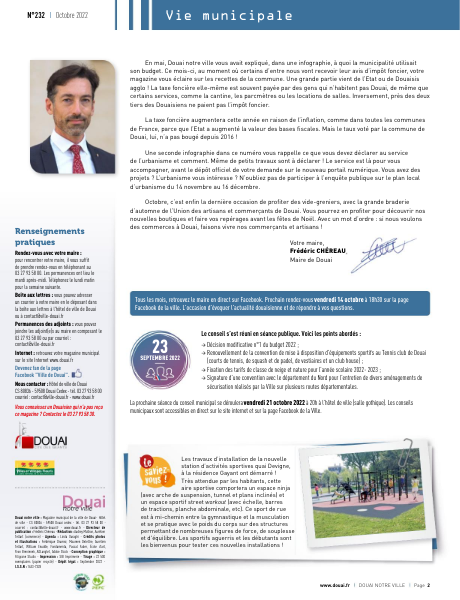 N°232 | Octobre 2022
Vie municipale
En mai, Douai notre ville vous avait expliqué, dans une infographie, à quoi la municipalité utilisait
son budget. Ce mois-ci, au moment où certains d'entre nous vont recevoir leur avis d'impôt foncier, votre
magazine vous éclaire sur les recettes de la commune. Une grande partie vient de l'Etat ou de Douaisis
agglo ! La taxe foncière elle-même est souvent payée par des gens qui n'habitent pas Douai, de même que
certains services, comme la cantine, les parcmètres ou les locations de salles. Inversement, près des deux
tiers des Douaisiens ne paient pas l'impôt foncier.
La taxe foncière augmentera cette année en raison de l'inflation, comme dans toutes les communes
de France, parce que l'Etat a augmenté la valeur des bases fiscales. Mais le taux voté par la commune de
Douai, lui, n'a pas bougé depuis 2016 !
Une seconde infographie dans ce numéro vous rappelle ce que vous devez déclarer au service
de l'urbanisme et comment. Même de petits travaux sont à déclarer ! Le service est là pour vous
accompagner, avant le dépôt officiel de votre demande sur le nouveau portail numérique. Vous avez des
projets ? L'urbanisme vous intéresse ? N'oubliez pas de participer à l'enquête publique sur le plan local
d'urbanisme du 14 novembre au 16 décembre.
Octobre, c'est enfin la dernière occasion de profiter des vide-greniers, avec la grande braderie
d'automne de l'Union des artisans et commerçants de Douai. Vous pourrez en profiter pour découvrir nos
nouvelles boutiques et faire vos repérages avant les fêtes de Noël. Avec un mot d'ordre : si nous voulons
des commerces à Douai, faisons vivre nos commerçants et artisans !
Votre maire,
Frédéric CHÉREAU,
Maire de Douai
Renseignements
pratiques
Rendez-vous avec votre maire :
pour rencontrer votre maire, il vous suffit
de prendre rendez-vous en téléphonant au
03 27 93 58 00. Les permanences ont lieu le
mardi après-midi. Téléphonez le lundi matin
pour la semaine suivante.
Boîte aux lettres : vous pouvez adresser
un courrier à votre maire en le déposant dans
la boîte aux lettres à l'hôtel de ville de Douai
ou à contact@ville-douai.fr
Permanences des adjoints : vous pouvez
joindre les adjoint(e)s au maire en composant le
03 27 93 58 00 ou par courriel :
contact@ville-douai.fr
Internet : retrouvez votre magazine municipal
sur le site Internet www.douai.fr
Devenez fan de la page
Facebook "Ville de Douai".
Nous contacter : Hôtel de ville de Douai
CS 80836 - 59508 Douai Cedex - tél. 03 27 93 58 00
courriel : contact@ville-douai.fr - www.douai.fr
Vous connaissez un Douaisien qui n'a pas reçu
ce magazine ? Contactez le 03 27 93 58 30.
DOUAI
Douai
notre ville
Tous les mois, retrouvez le maire en direct sur Facebook. Prochain rendez-vous vendredi 14 octobre à 18h30 sur la page
Facebook de la ville. L'occasion d'évoquer l'actualité douaisienne et de répondre à vos questions.
23
SEPTEMBRE 2022
Le conseil s'est réuni en séance publique. Voici les points abordés :
→ Décision modificative n°1 du budget 2022 ;
→ Renouvellement de la convention de mise à disposition d'équipements sportifs au Tennis club de Douai
(courts de tennis, de squash et de padel, de vestiaires et un club house) ;
→ Fixation des tarifs de classe de neige et nature pour l'année scolaire 2022- 2023 ;
→ Signature d'une convention avec le département du Nord pour l'entretien de divers aménagements de
sécurisation réalisés par la Ville sur plusieurs routes départementales.
La prochaine séance du conseil municipal se déroulera vendredi 21 octobre 2022 à 20h à l'hôtel de ville (salle gothique). Les conseils
municipaux sont accessibles en direct sur le site internet et sur la page Facebook de la Ville.
Le
saviez
vous !
Les travaux d'installation de la nouvelle
station d'activités sportives quai Devigne,
à la résidence Gayant ont démarré !
Très attendue par les habitants, cette
aire sportive comportera un espace ninja
(avec arche de suspension, tunnel et plans inclinés) et
un espace sportif street workout (avec échelle, barres
de tractions, planche abdominale, etc). Ce sport de rue
est à mi-chemin entre la gymnastique et la musculation
et se pratique avec le poids du corps sur des structures
permettant de nombreuses figures de force, de souplesse
et d'équilibre. Les sportifs aguerris et les débutants sont
les bienvenus pour tester ces nouvelles installations !
www.douai.fr | DOUAI NOTRE VILLE | Page 2